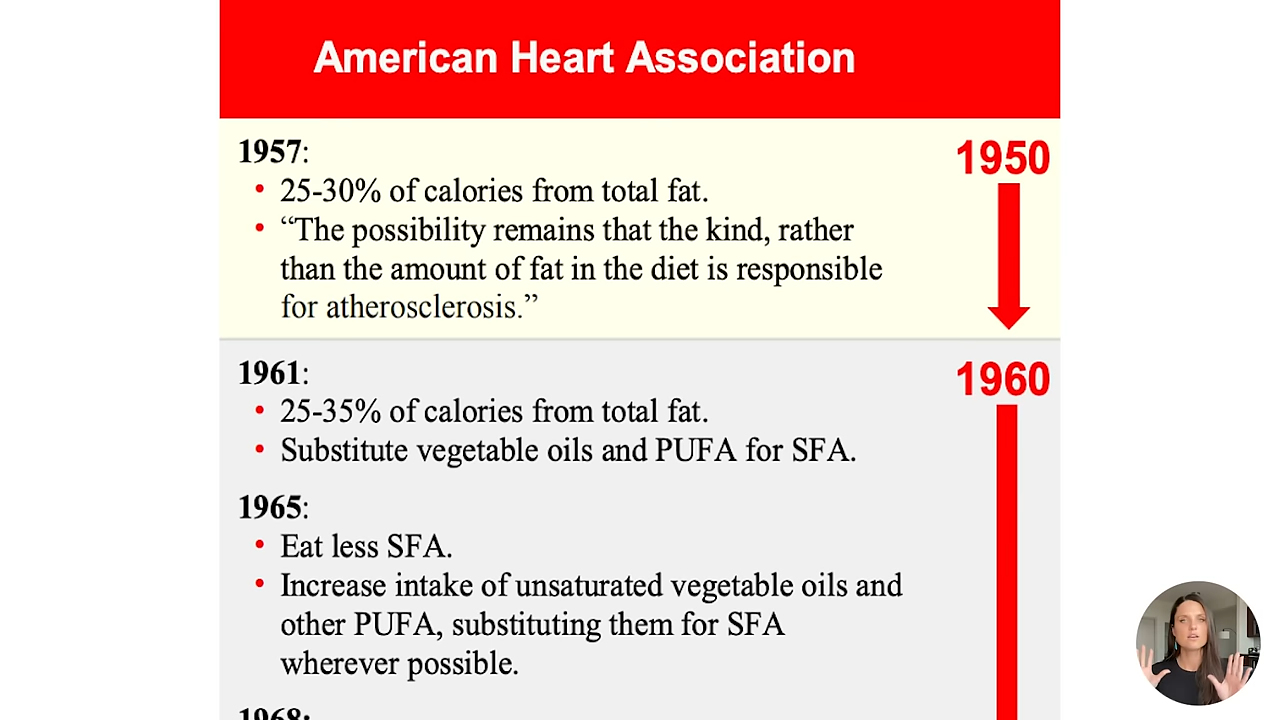 American Heart Association
1957:
1950
• 25-30% of calories from total fat.
• “The possibility remains that the kind, rather
than the amount of fat in the diet is responsible
for atherosclerosis.”
1961:
1960
• 25-35% of calories from total fat.
• Substitute vegetable oils and PUFA for SFA.
1965:
• Eat less SFA.
• Increase intake of unsaturated vegetable oils and
other PUFA, substituting them for SFA
wherever possible.
1968: